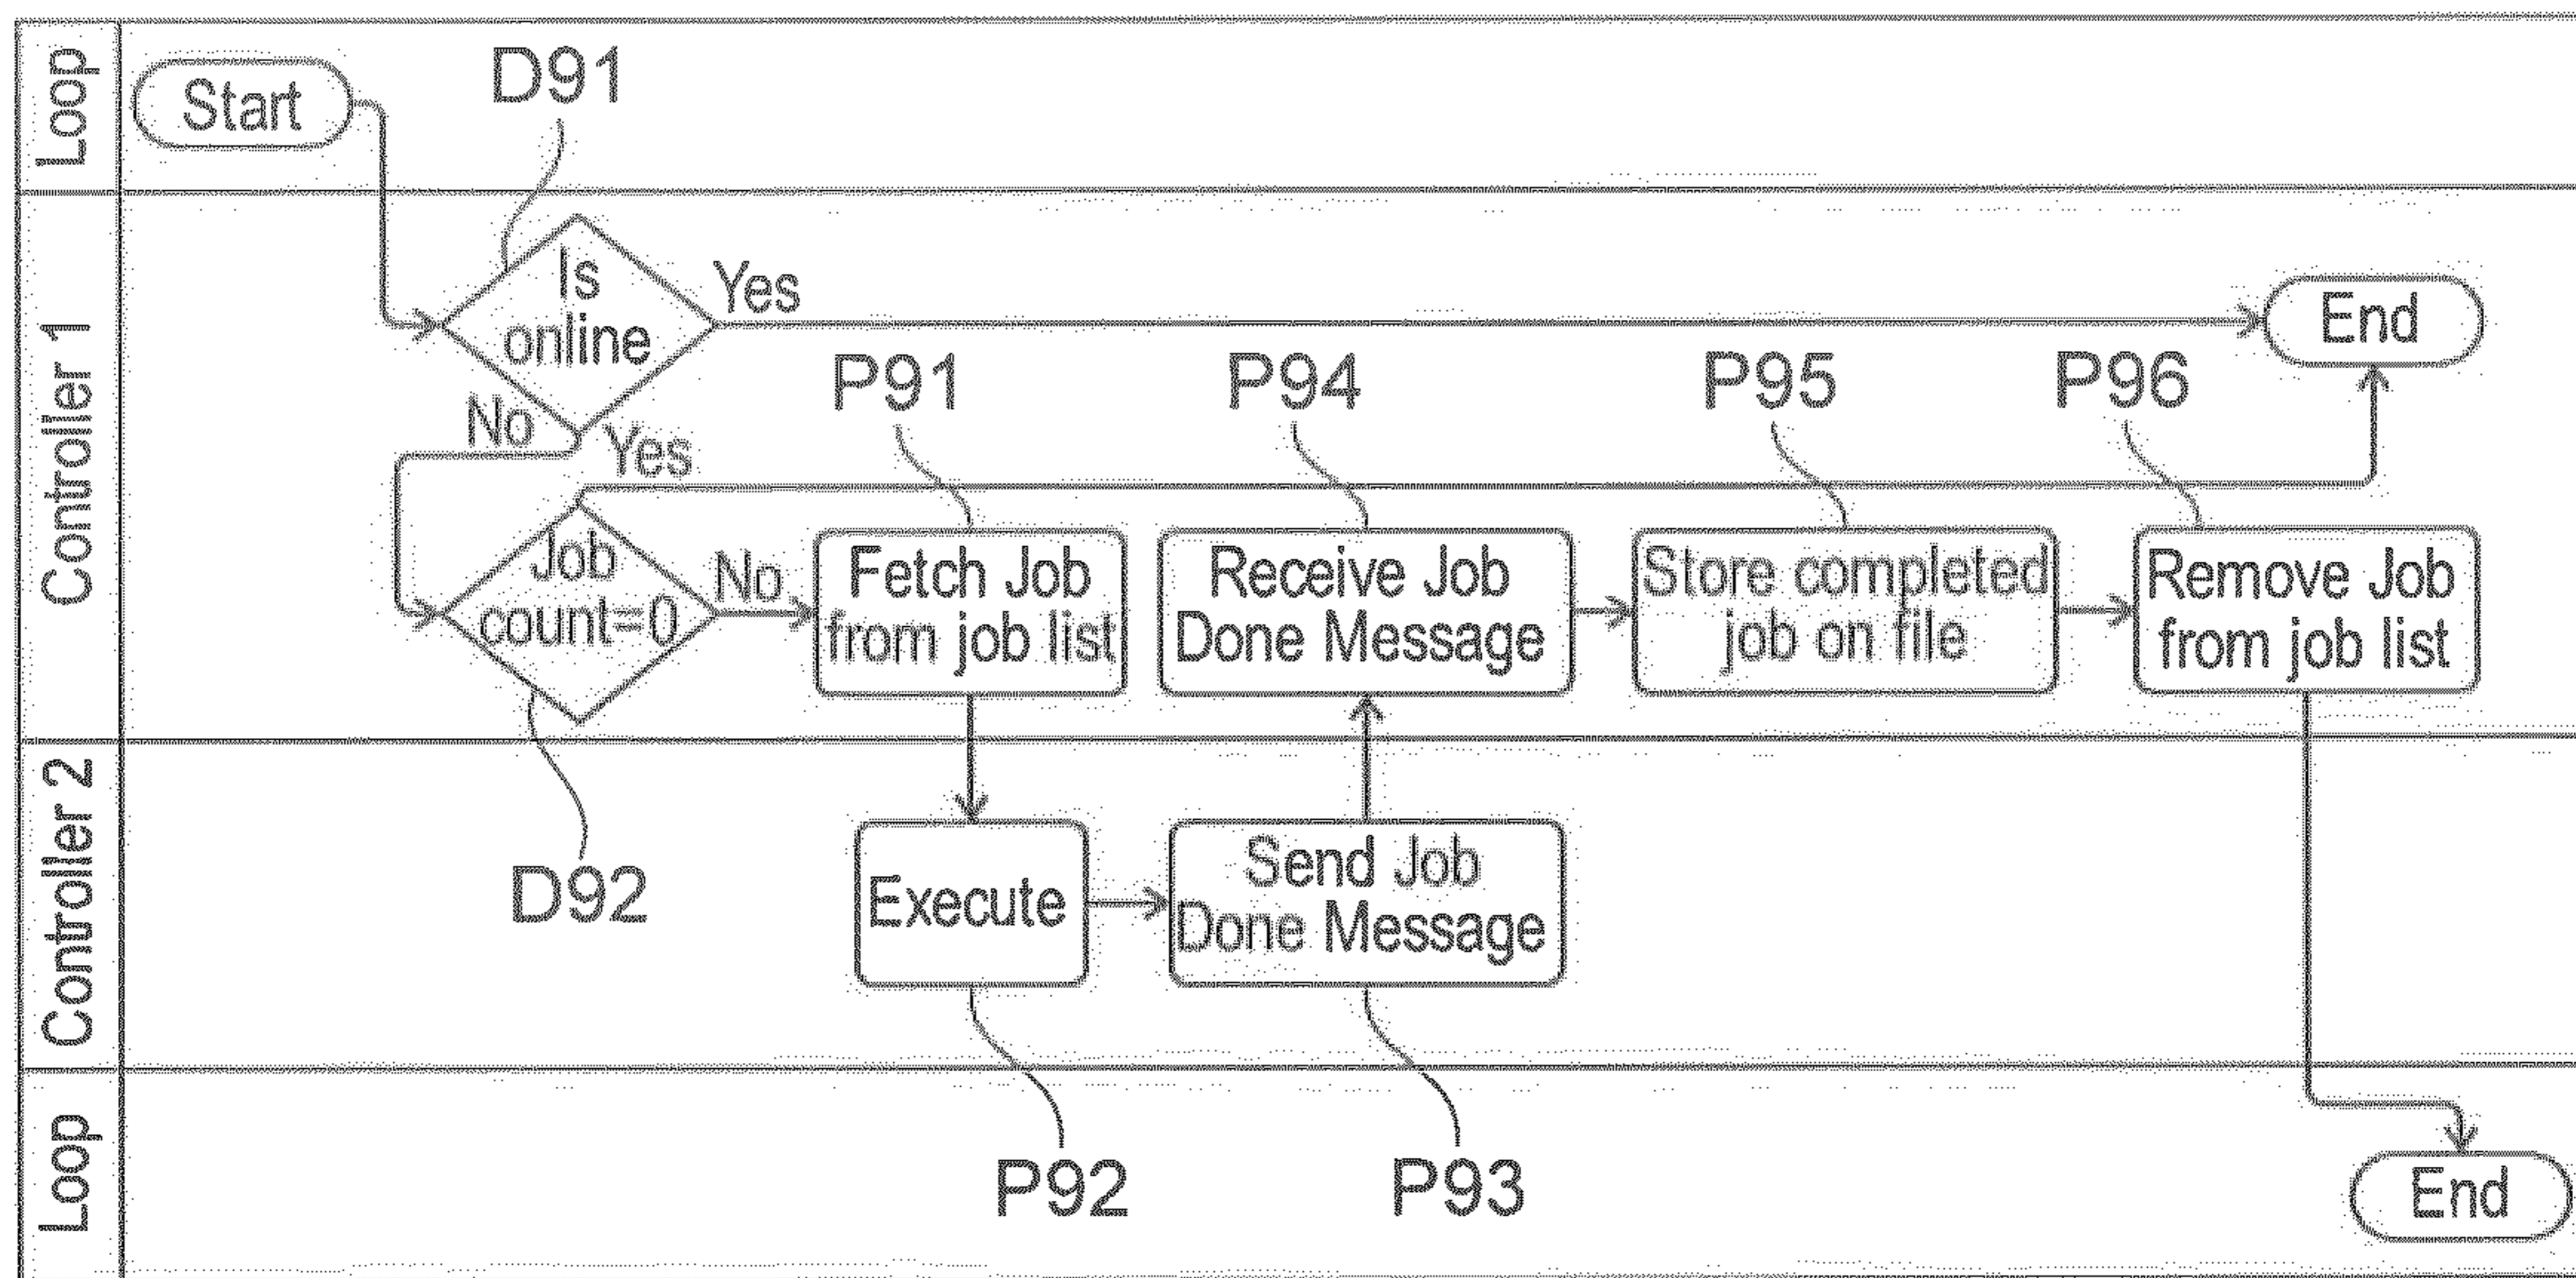 Loop
Start
D91
Controller 1
Is
online
Yes
End
No
Yes
P91
P94
P95
P96
Job
count=0
No
Fetch Job
from job list
Receive Job
Done Message
Store completed
job on file
Remove Job
from job list
Controller 2
D92
Execute
Send Job
Done Message
Loop
P92
P93
End